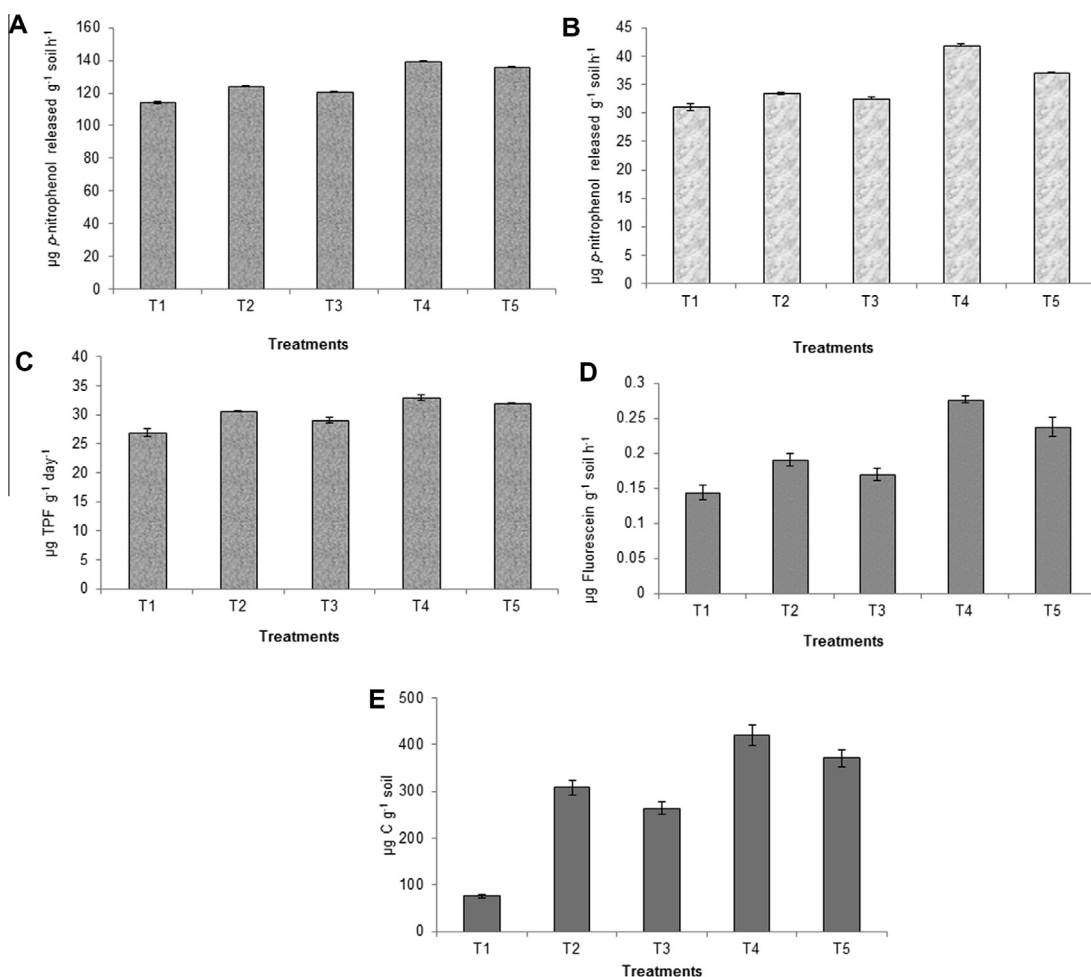 A
µg p-nitrophenol released g-1 soil h-1
160
140
120
100
80
60
40
20
0
T1 T2 T3 T4 T5
Treatments
B
µg p-nitrophenol released g-1 soil h-1
45
40
35
30
25
20
15
10
5
0
T1 T2 T3 T4 T5
Treatments
C
µg TPF g-1 day-1
40
35
30
25
20
15
10
5
0
T1 T2 T3 T4 T5
Treatments
D
µg Fluorescein g-1 soil h-1
0.3
0.25
0.2
0.15
0.1
0.05
0
T1 T2 T3 T4 T5
Treatments
E
µg C g-1 soil
500
400
300
200
100
0
T1 T2 T3 T4 T5
Treatments